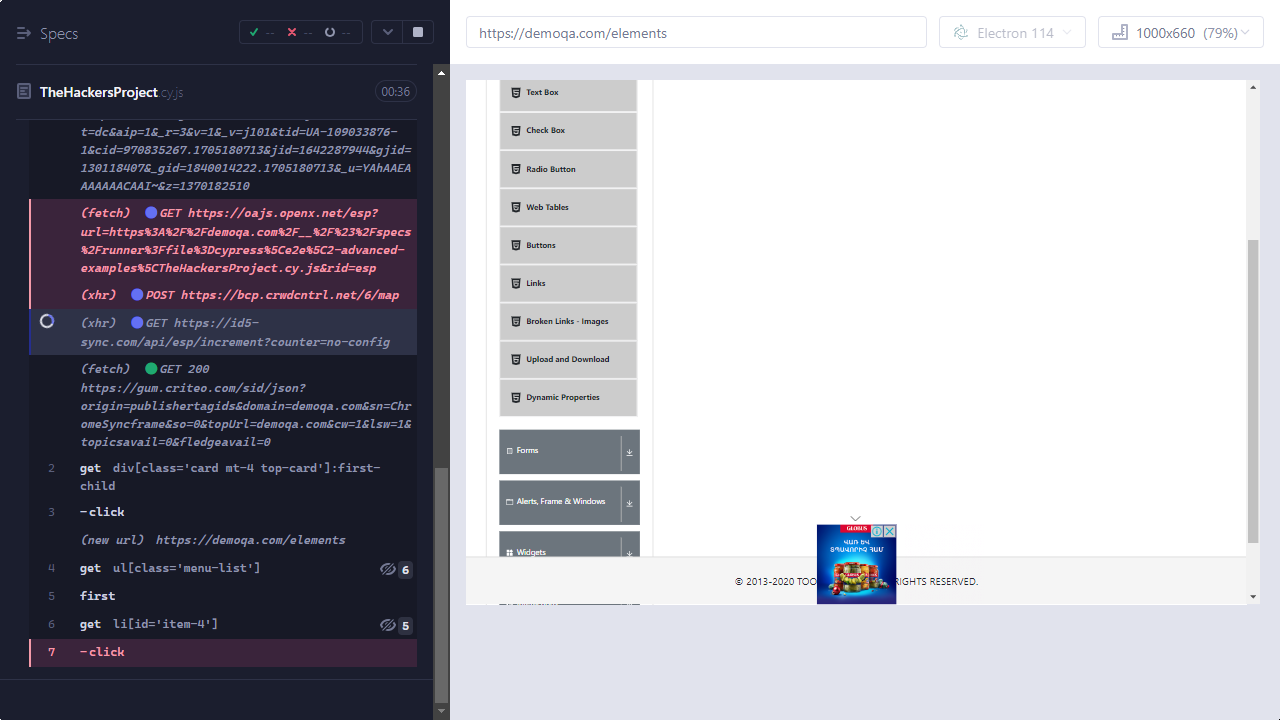 Specs
-- -- --
TheHackersProject.cy.js 00:36
t=dc&aip=1&_r=3&v=1&_v=j101&tid=UA-109033876-
1&cid=970835267.1705180713&jid=1642287944&gjid=
130118407&_gid=1840014222.1705180713&_u=YAhAAEA
AAAAAACAAI~&z=1370182510
(fetch) GET https://oajs.openx.net/esp?
url=https%3A%2F%2Fdemoqa.com%2F__%2F%23%2Fspecs
%2Frunner%3Ffile%3Dcypress%5Ce2e%5C2-advanced-
examples%5CTheHackersProject.cy.js&rid=esp
(xhr) POST https://bcp.crwdcntrl.net/6/map
(xhr) GET https://id5-
sync.com/api/esp/increment?counter=no-config
(fetch) GET 200
https://gum.criteo.com/sid/json?
origin=publishertagids&domain=demoqa.com&sn=Chr
omeSyncframe&so=0&topUrl=demoqa.com&cw=1&lsw=1&
topicsavail=0&fledgeavail=0
2 get div[class='card mt-4 top-card']:first-
child
3 -click
(new url) https://demoqa.com/elements
4 get ul[class='menu-list'] 6
5 first
6 get li[id='item-4'] 5
7 -click
https://demoqa.com/elements
Electron 114
1000x660 (79%)
Text Box
Check Box
Radio Button
Web Tables
Buttons
Links
Broken Links - Images
Upload and Download
Dynamic Properties
Forms
Alerts, Frame & Windows
Widgets
GLOBUS
ՎԱՌ ԵՎ
ՏՊԱՎՈՐԻՉ ՀԱՄ
© 2013-2020 TOO RIGHTS RESERVED.